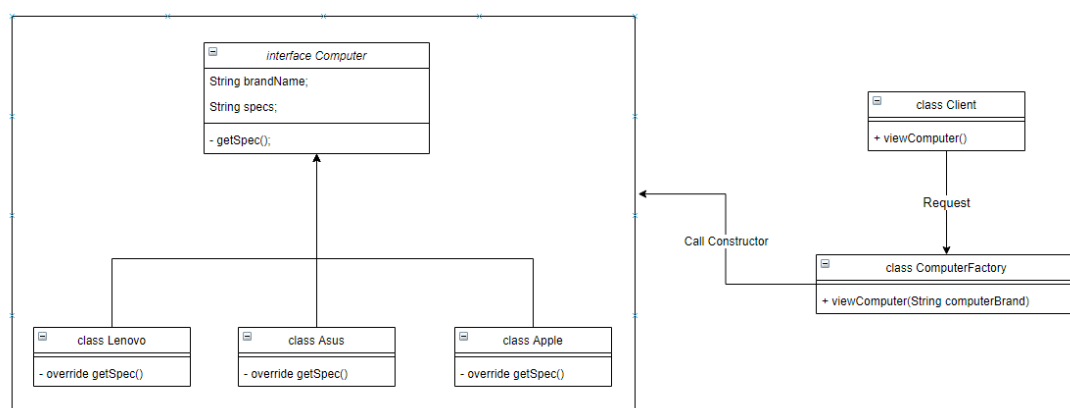 interface Computer
String brandName;
String specs;
- getSpec();
class Client
+ viewComputer()
Request
Call Constructor
class ComputerFactory
+ viewComputer(String computerBrand)
class Lenovo
- override getSpec()
class Asus
- override getSpec()
class Apple
- override getSpec()